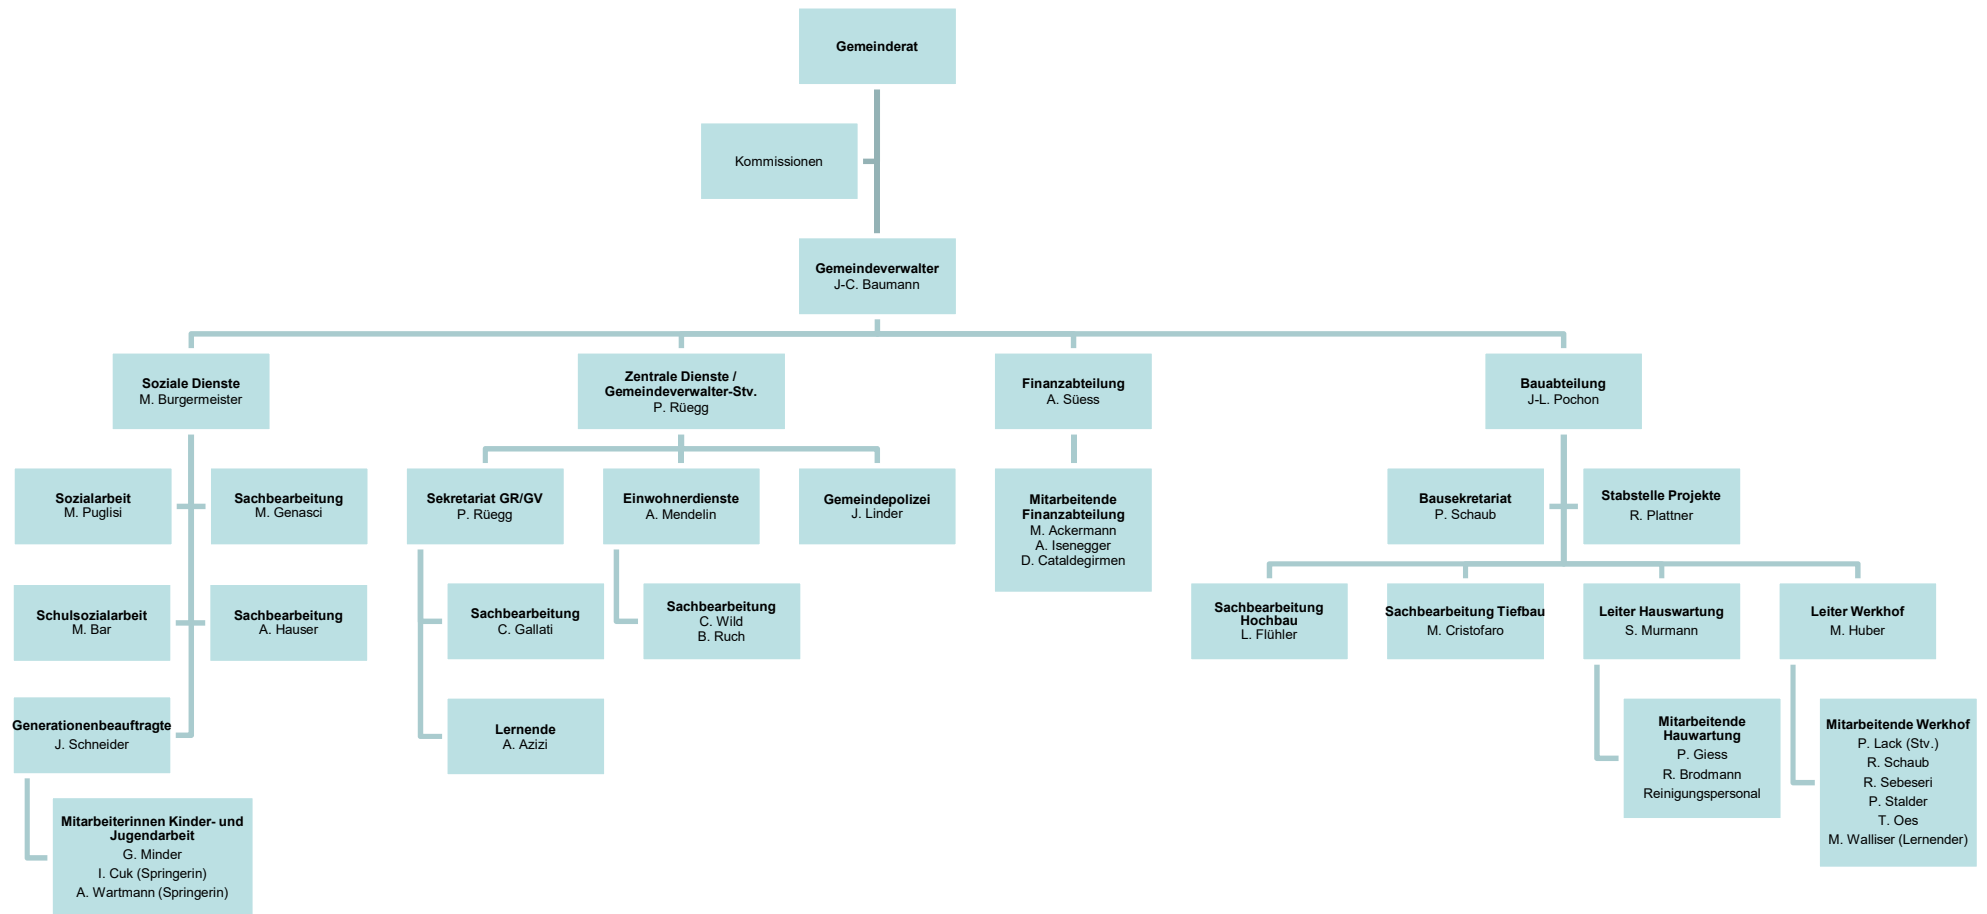 Gemeinderat
Kommissionen
Gemeindeverwalter
J-C. Baumann
Soziale Dienste
M. Burgermeister
Zentrale Dienste /
Gemeindeverwalter-Stv.
P. Rüegg
Finanzabteilung
A. Süess
Bauabteilung
J-L. Pochon
Sozialarbeit
M. Puglisi
Sachbearbeitung
M. Genasci
Sekretariat GR/GV
P. Rüegg
Einwohnerdienste
A. Mendelin
Gemeindepolizei
J. Linder
Mitarbeitende
Finanzabteilung
M. Ackermann
A. Isenegger
D. Cataldegirmen
Bausekretariat
P. Schaub
Stabstelle Projekte
R. Plattner
Schulsozialarbeit
M. Bar
Sachbearbeitung
A. Hauser
Sachbearbeitung
C. Gallati
Sachbearbeitung
C. Wild
B. Ruch
Sachbearbeitung
Hochbau
L. Flühler
Sachbearbeitung Tiefbau
M. Cristofaro
Leiter Hauswartung
S. Murmann
Leiter Werkhof
M. Huber
Generationenbeauftragte
J. Schneider
Lernende
A. Azizi
Mitarbeitende
Hauwartung
P. Giess
R. Brodmann
Reinigungspersonal
Mitarbeitende Werkhof
P. Lack (Stv.)
R. Schaub
R. Sebeseri
P. Stalder
T. Oes
M. Walliser (Lernender)
Mitarbeiterinnen Kinder- und
Jugendarbeit
G. Minder
I. Cuk (Springerin)
A. Wartmann (Springerin)